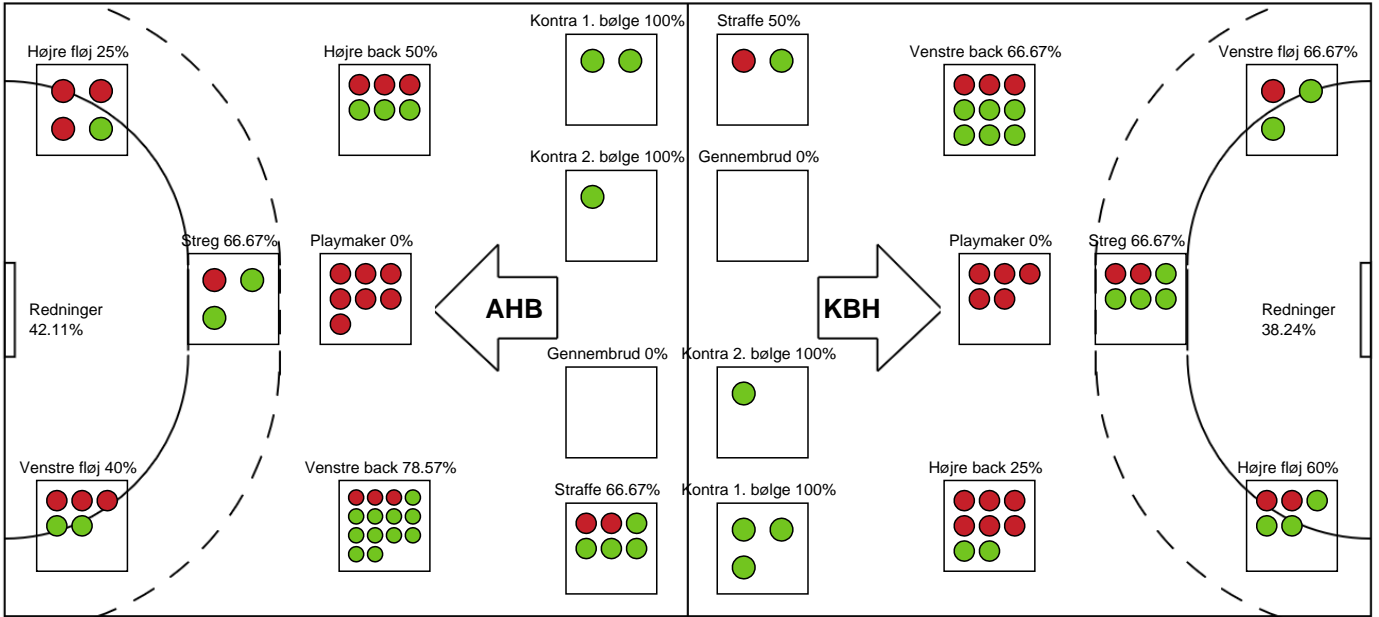 Kontra 1. bølge 100%
Straffe 50%
Højre fløj 25%
Højre back 50%
Venstre back 66.67%
Venstre fløj 66.67%
Kontra 2. bølge 100%
Gennembrud 0%
Streg 66.67%
Playmaker 0%
Playmaker 0%
Streg 66.67%
Redninger
42.11%
AHB
KBH
Redninger
38.24%
Gennembrud 0%
Kontra 2. bølge 100%
Venstre fløj 40%
Venstre back 78.57%
Straffe 66.67%
Kontra 1. bølge 100%
Højre back 25%
Højre fløj 60%